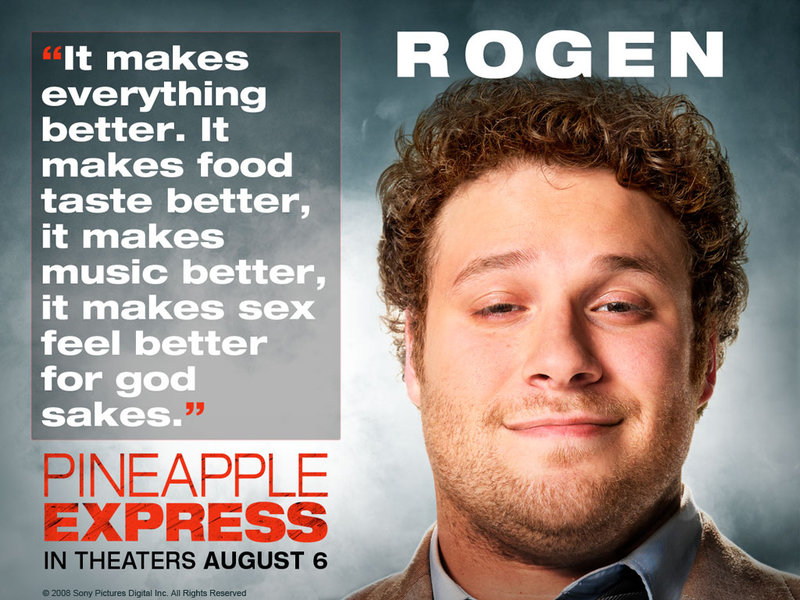 “It makes
everything
better. It
makes food
taste better,
it makes
music better,
it makes sex
feel better
for god
sakes.”
ROGEN
PINEAPPLE
EXPRESS
IN THEATERS AUGUST 6
© 2008 Sony Pictures Digital Inc. All Rights Reserved